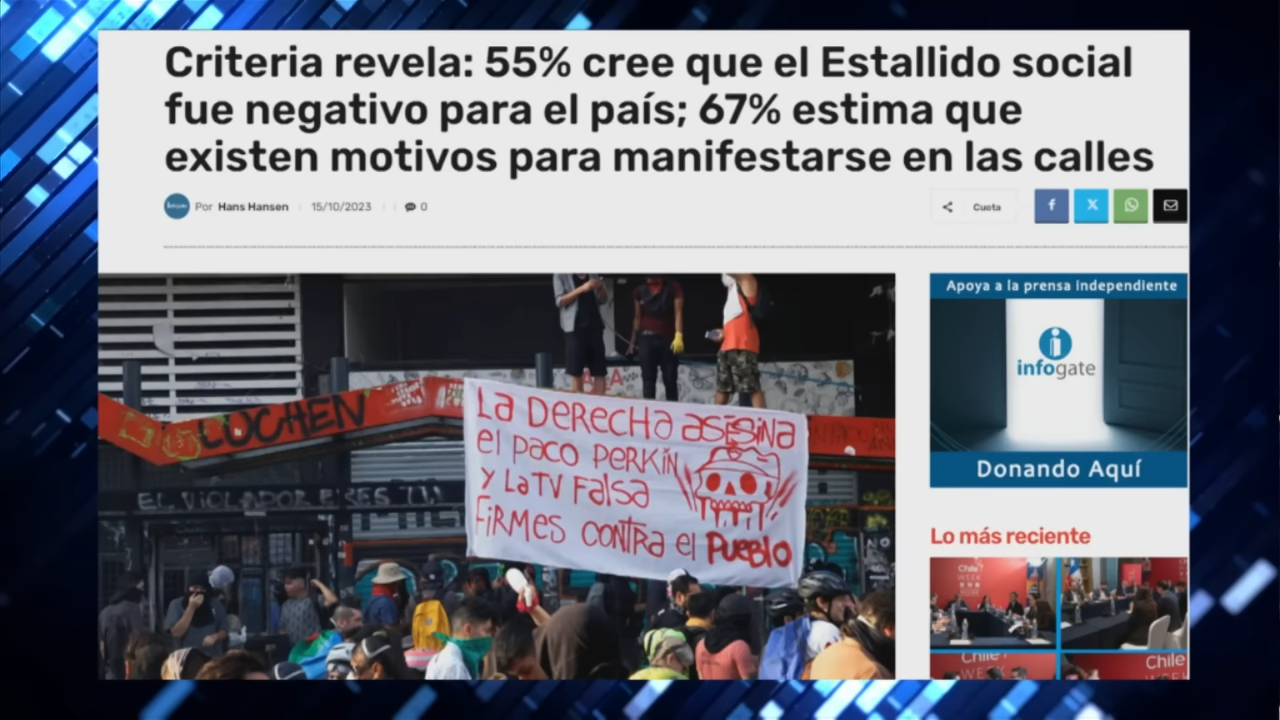 Criteria revela: 55% cree que el Estallido social
fue negativo para el país; 67% estima que
existen motivos para manifestarse en las calles
Por Hans Hansen 15/10/2023 0
Cuota
Apoya a la prensa independiente
infogate
Donando Aquí
LUCHEN
LA DERECHA ASESINA
el PACO PERKIN
Y LA TV FALSA
FIRMES CONTRA el PUEBLO
EL VIOLADOR ERES TU
Lo más reciente
Chile
WEEK
Chile
Chile